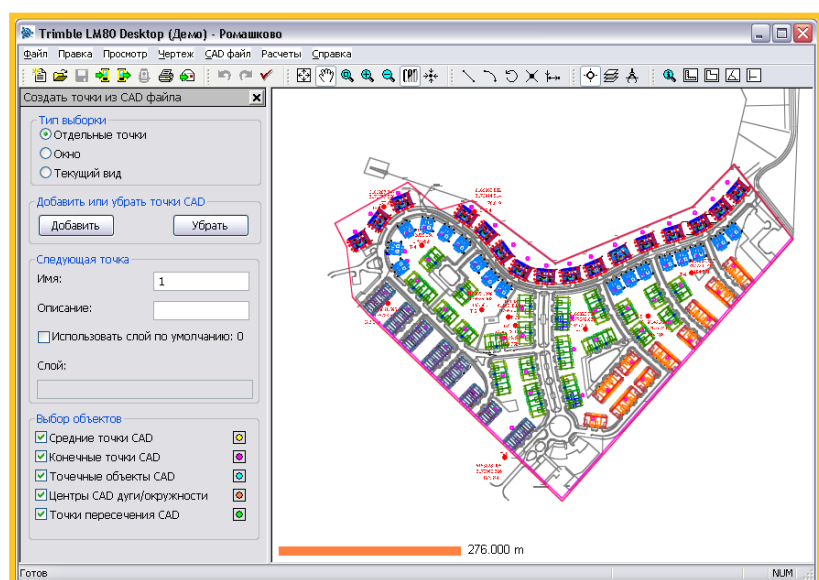 Trimble LM80 Desktop (Демо) - Ромашково
Файл Правка Просмотр Чертеж CAD файл Расчеты Справка
Создать точки из CAD файла
Тип выборки
Отдельные точки
Окно
Текущий вид
Добавить или убрать точки CAD
Добавить Убрать
Следующая точка
Имя: 1
Описание:
Использовать слой по умолчанию: 0
Слой:
Выбор объектов
Средние точки CAD
Конечные точки CAD
Точечные объекты CAD
Центры CAD дуги/окружности
Точки пересечения CAD
276.000 m
Готов NUM